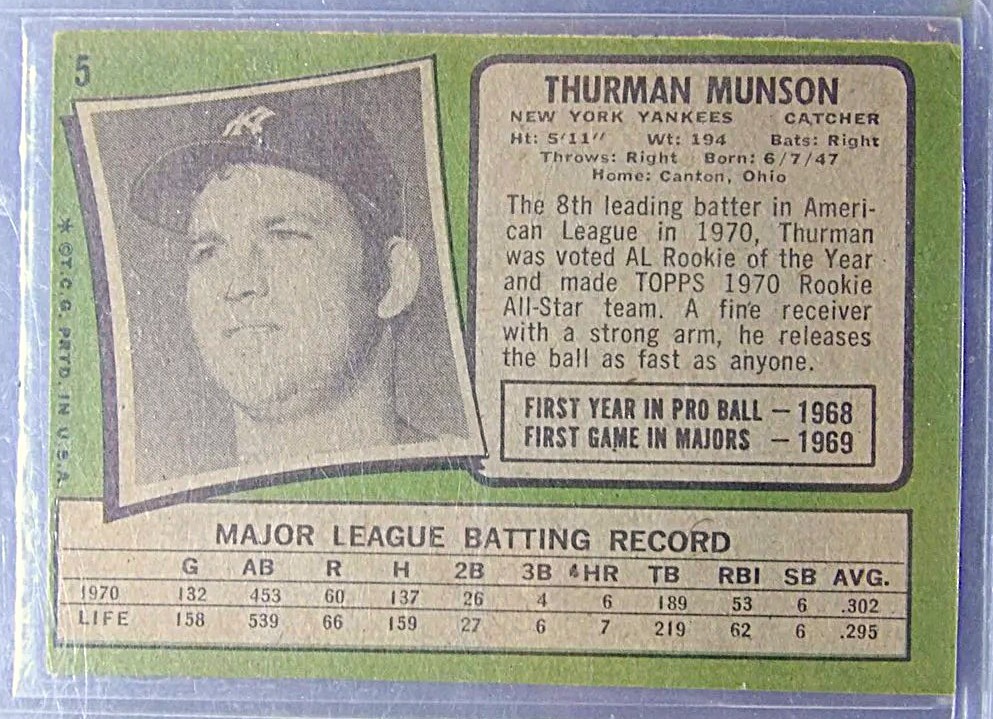 5
* ©T.C.G. PRTD. IN U.S.A.
THURMAN MUNSON
NEW YORK YANKEES CATCHER
Ht: 5'11" Wt: 194 Bats: Right
Throws: Right Born: 6/7/47
Home: Canton, Ohio
The 8th leading batter in Ameri-
can League in 1970, Thurman
was voted AL Rookie of the Year
and made TOPPS 1970 Rookie
All-Star team. A fine receiver
with a strong arm, he releases
the ball as fast as anyone.
FIRST YEAR IN PRO BALL – 1968
FIRST GAME IN MAJORS – 1969
MAJOR LEAGUE BATTING RECORD
G AB R H 2B 3B HR TB RBI SB AVG.
1970 132 453 60 137 26 4 6 189 53 6 .302
LIFE 158 539 66 159 27 6 7 219 62 6 .295